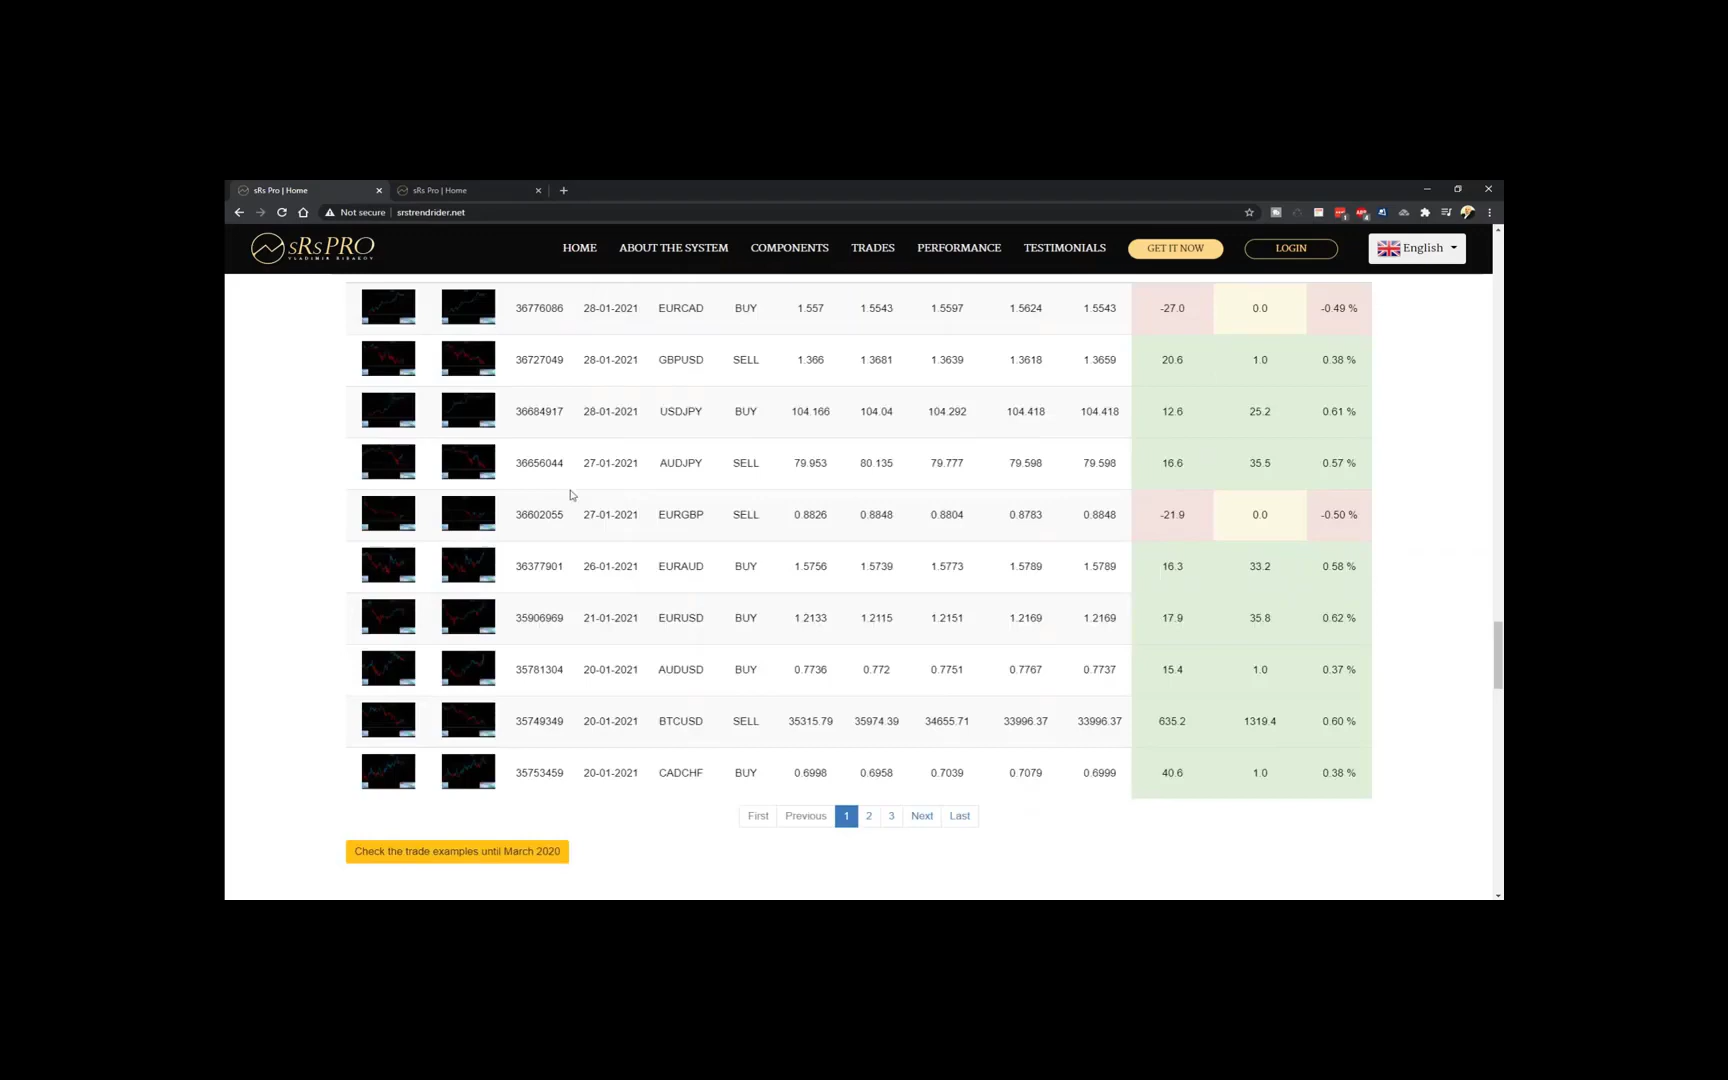 sRs Pro | Home
sRs Pro | Home
Not secure srstrendrider.net
sRsPRO HOME ABOUT THE SYSTEM COMPONENTS TRADES PERFORMANCE TESTIMONIALS GET IT NOW LOGIN English
VLADIMIR RIBAKOV
36776086 28-01-2021 EURCAD BUY 1.557 1.5543 1.5597 1.5624 1.5543 -27.0 0.0 -0.49 %
36727049 28-01-2021 GBPUSD SELL 1.366 1.3681 1.3639 1.3618 1.3659 20.6 1.0 0.38 %
36684917 28-01-2021 USDJPY BUY 104.166 104.04 104.292 104.418 104.418 12.6 25.2 0.61 %
36656044 27-01-2021 AUDJPY SELL 79.953 80.135 79.777 79.598 79.598 16.6 35.5 0.57 %
36602055 27-01-2021 EURGBP SELL 0.8826 0.8848 0.8804 0.8783 0.8848 -21.9 0.0 -0.50 %
36377901 26-01-2021 EURAUD BUY 1.5756 1.5739 1.5773 1.5789 1.5789 16.3 33.2 0.58 %
35906969 21-01-2021 EURUSD BUY 1.2133 1.2115 1.2151 1.2169 1.2169 17.9 35.8 0.62 %
35781304 20-01-2021 AUDUSD BUY 0.7736 0.772 0.7751 0.7767 0.7737 15.4 1.0 0.37 %
35749349 20-01-2021 BTCUSD SELL 35315.79 35974.39 34655.71 33996.37 33996.37 635.2 1319.4 0.60 %
35753459 20-01-2021 CADCHF BUY 0.6998 0.6958 0.7039 0.7079 0.6999 40.6 1.0 0.38 %
First Previous 1 2 3 Next Last
Check the trade examples until March 2020